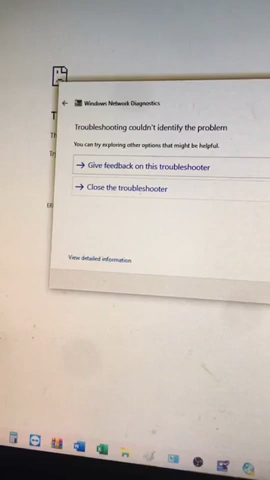 Windows Network Diagnostics
Troubleshooting couldn't identify the problem
You can try exploring other options that might be helpful.
Give feedback on this troubleshooter
Close the troubleshooter
View detailed information